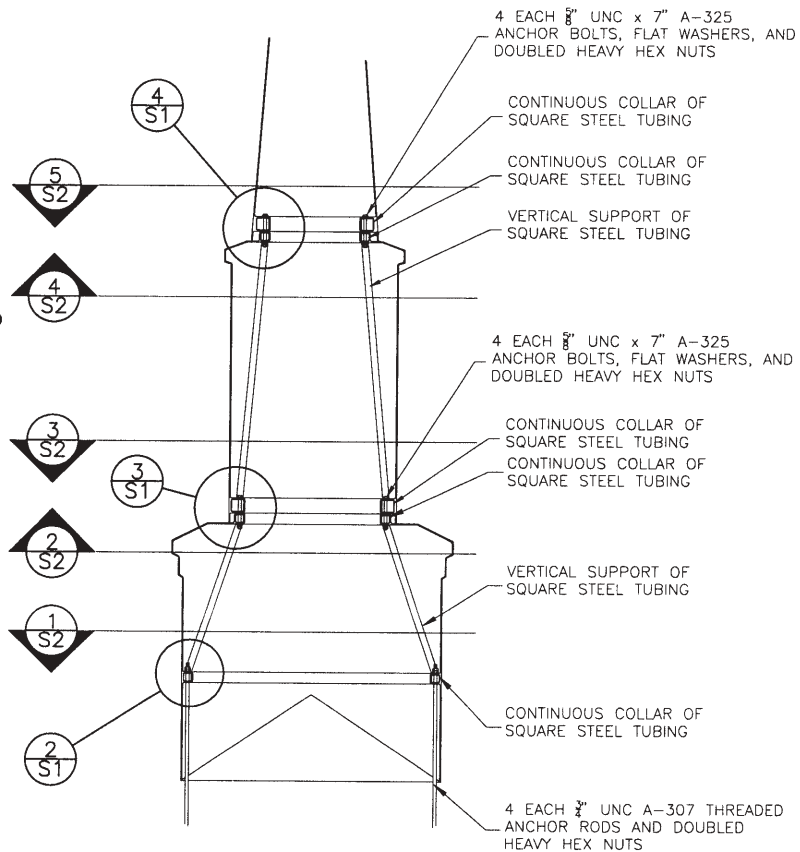 4 EACH 5/8" UNC x 7" A-325
ANCHOR BOLTS, FLAT WASHERS, AND
DOUBLED HEAVY HEX NUTS
4
S1
CONTINUOUS COLLAR OF
SQUARE STEEL TUBING
5
S2
CONTINUOUS COLLAR OF
SQUARE STEEL TUBING
VERTICAL SUPPORT OF
SQUARE STEEL TUBING
4
S2
4 EACH 5/8" UNC x 7" A-325
ANCHOR BOLTS, FLAT WASHERS, AND
DOUBLED HEAVY HEX NUTS
3
S2
CONTINUOUS COLLAR OF
SQUARE STEEL TUBING
3
S1
CONTINUOUS COLLAR OF
SQUARE STEEL TUBING
2
S2
VERTICAL SUPPORT OF
SQUARE STEEL TUBING
1
S2
CONTINUOUS COLLAR OF
SQUARE STEEL TUBING
2
S1
4 EACH 3/4" UNC A-307 THREADED
ANCHOR RODS AND DOUBLED
HEAVY HEX NUTS